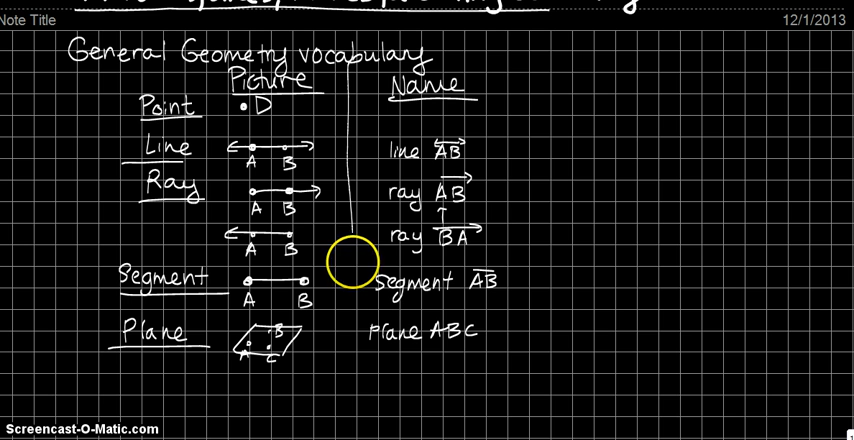 Note Title
12/1/2013
General Geometry vocabulary
Picture Name
Point D
Line A B line AB
Ray A B ray AB
A B ray BA
Segment A B segment AB
Plane A B C plane ABC
Screencast-O-Matic.com